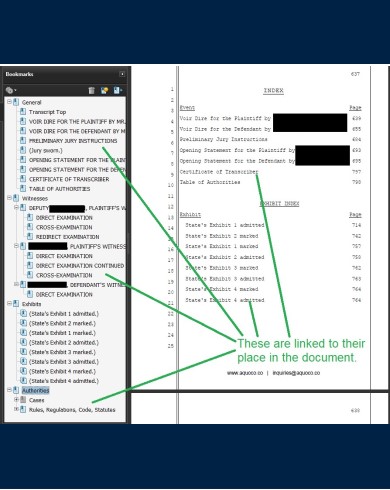 Bookmarks
General
Transcript Top
VOIR DIRE FOR THE PLAINTIFF BY MR.
VOIR DIRE FOR THE DEFENDANT BY M
PRELIMINARY JURY INSTRUCTIONS
(Jury sworn.)
OPENING STATEMENT FOR THE PLAIN
OPENING STATEMENT FOR THE DEFEN
CERTIFICATE OF TRANSCRIBER
TABLE OF AUTHORITIES
Witnesses
DEPUTY , PLAINTIFF'S W
DIRECT EXAMINATION
CROSS-EXAMINATION
REDIRECT EXAMINATION
, PLAINTIFF'S WITNESS
DIRECT EXAMINATION
DIRECT EXAMINATION CONTINUED
CROSS-EXAMINATION
, DEFENDANT'S WITNE
DIRECT EXAMINATION
Exhibits
(State's Exhibit 1 admitted.)
(State's Exhibit 2 marked.)
(State's Exhibit 1 marked.)
(State's Exhibit 2 admitted.)
(State's Exhibit 3 marked.)
(State's Exhibit 3 admitted.)
(State's Exhibit 4 marked.)
(State's Exhibit 4 admitted.)
Authorities
Cases
Rules, Regulations, Code, Statutes
637
1 INDEX
2
3 Event Page
4 Voir Dire for the Plaintiff by 639
5 Voir Dire for the Defendant by 655
6 Preliminary Jury Instructions 684
7 Opening Statement for the Plaintiff by 693
8 Opening Statement for the Defendant by 695
9 Certificate of Transcriber 797
10 Table of Authorities 798
11
12 EXHIBIT INDEX
13 Exhibit Page
14 State's Exhibit 1 admitted 714
15 State's Exhibit 2 marked 742
16 State's Exhibit 1 marked 757
17 State's Exhibit 2 admitted 762
18 State's Exhibit 3 marked 762
19 State's Exhibit 3 admitted 763
20 State's Exhibit 4 marked 764
21 State's Exhibit 4 admitted 764
22
23
24
25
These are linked to their
place in the document.
www.aquoco.co | inquiries@aquoco.co
638